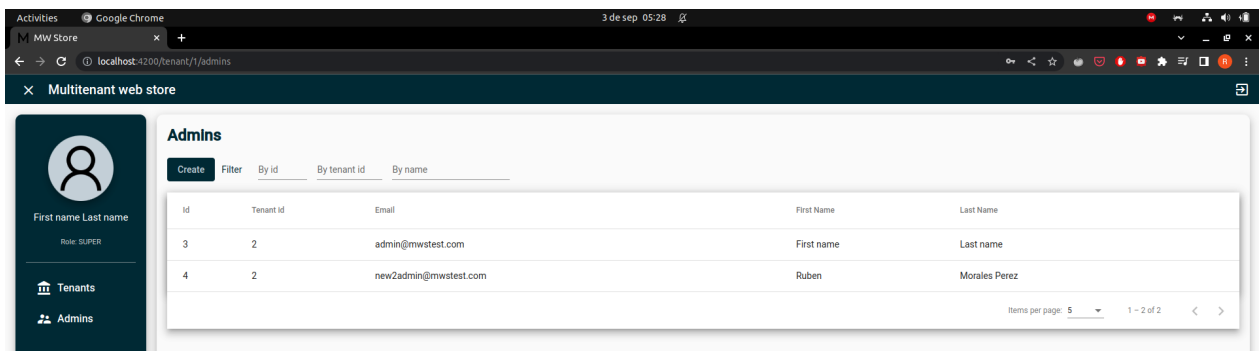 Activities Google Chrome 3 de sep 05:28
MW Store
localhost:4200/tenant/1/admins
Multitenant web store
Admins
Create Filter By id By tenant id By name
Id Tenant Id Email First Name Last Name
3 2 admin@mwstest.com First name Last name
4 2 new2admin@mwstest.com Ruben Morales Perez
Items per page: 5 1 – 2 of 2
First name Last name
Role: SUPER
Tenants
Admins